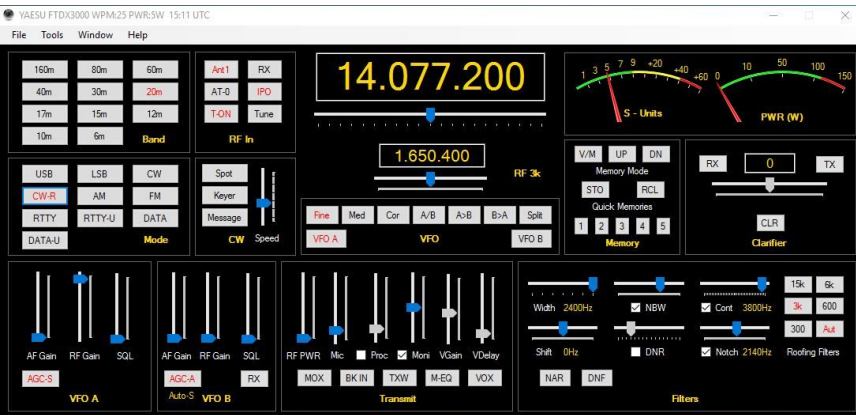 YAESU FTDX3000 WPM:25 PWR:5W 15:11 UTC
File Tools Window Help
160m 80m 60m
40m 30m 20m
17m 15m 12m
10m 6m Band
Ant1 RX
AT-0 IPO
T-ON Tune
RF In
14.077.200
1 3 5 7 9 +20 +40 +60
S - Units
0 10 50 100 150
PWR (W)
USB LSB CW
CW-R AM FM
RTTY RTTY-U DATA
DATA-U Mode
Spot
Keyer
Message
CW Speed
1.650.400
RF 3k
Fine Med Cor A/B A>B B>A Split
VFO A VFO VFO B
V/M UP DN
Memory Mode
STO RCL
Quick Memories
1 2 3 4 5
Memory
RX 0 TX
CLR
Clarifier
AF Gain RF Gain SQL
AGC-S
VFO A
AF Gain RF Gain SQL
AGC-A RX
Auto-S VFO B
RF PWR Mic Proc Moni VGain VDelay
MOX BK IN TXW M-EQ VOX
Transmit
Width 2400Hz NBW Cont 3800Hz
Shift 0Hz DNR Notch 2140Hz
15k 6k
3k 600
300 Aut
Roofing Filters
NAR DNF
Filters